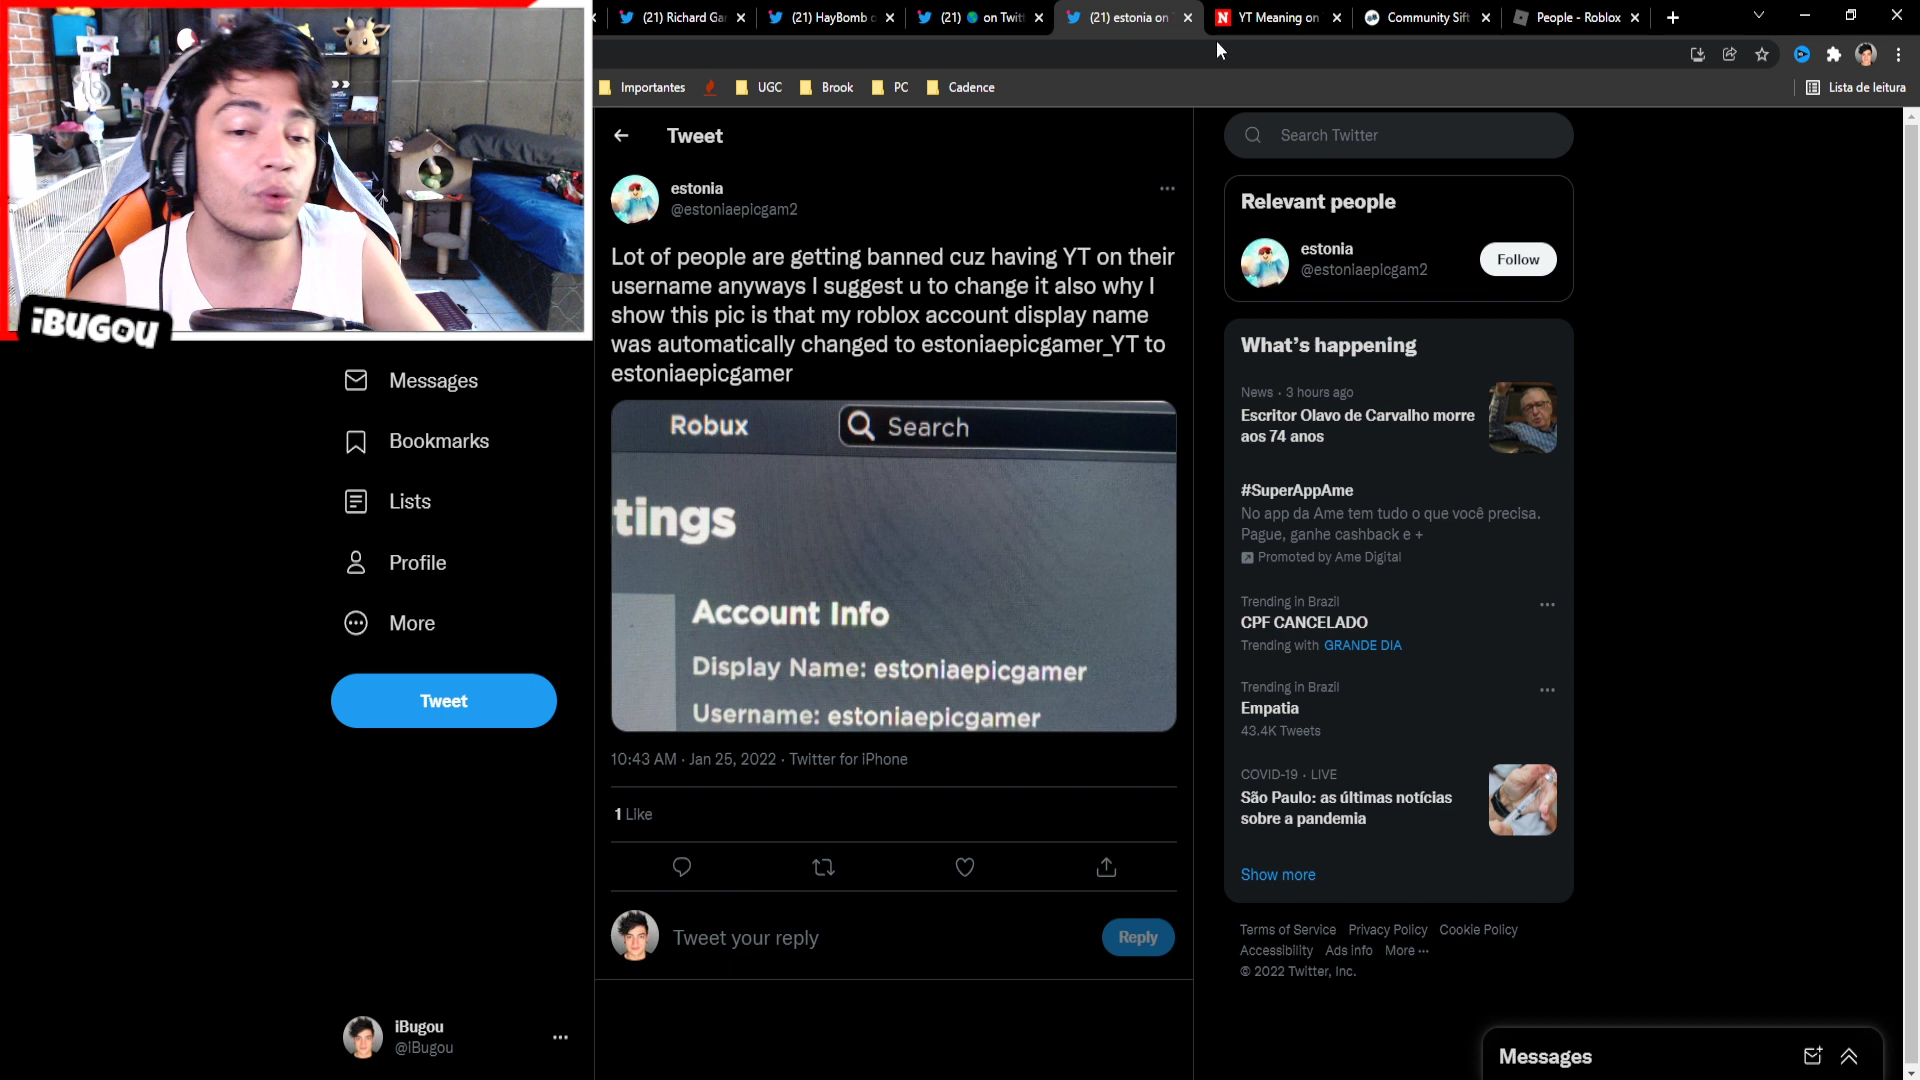 (21) Richard Gar
(21) HayBomb o
(21) 🌎 on Twitt
(21) estonia on T
YT Meaning on
Community Sift
People - Roblox
Importantes
UGC
Brook
PC
Cadence
Lista de leitura
iBUGOU
Messages
Bookmarks
Lists
Profile
More
Tweet
iBugou
@iBugou
Tweet
estonia
@estoniaepicgam2
Lot of people are getting banned cuz having YT on their
username anyways I suggest u to change it also why I
show this pic is that my roblox account display name
was automatically changed to estoniaepicgamer_YT to
estoniaepicgamer
Robux
Search
tings
Account Info
Display Name: estoniaepicgamer
Username: estoniaepicgamer
10:43 AM · Jan 25, 2022 · Twitter for iPhone
1 Like
Tweet your reply
Reply
Search Twitter
Relevant people
estonia
@estoniaepicgam2
Follow
What's happening
News · 3 hours ago
Escritor Olavo de Carvalho morre
aos 74 anos
#SuperAppAme
No app da Ame tem tudo o que você precisa.
Pague, ganhe cashback e +
Promoted by Ame Digital
Trending in Brazil
CPF CANCELADO
Trending with GRANDE DIA
Trending in Brazil
Empatia
43.4K Tweets
COVID-19 · LIVE
São Paulo: as últimas notícias
sobre a pandemia
Show more
Terms of Service Privacy Policy Cookie Policy
Accessibility Ads info More ···
© 2022 Twitter, Inc.
Messages